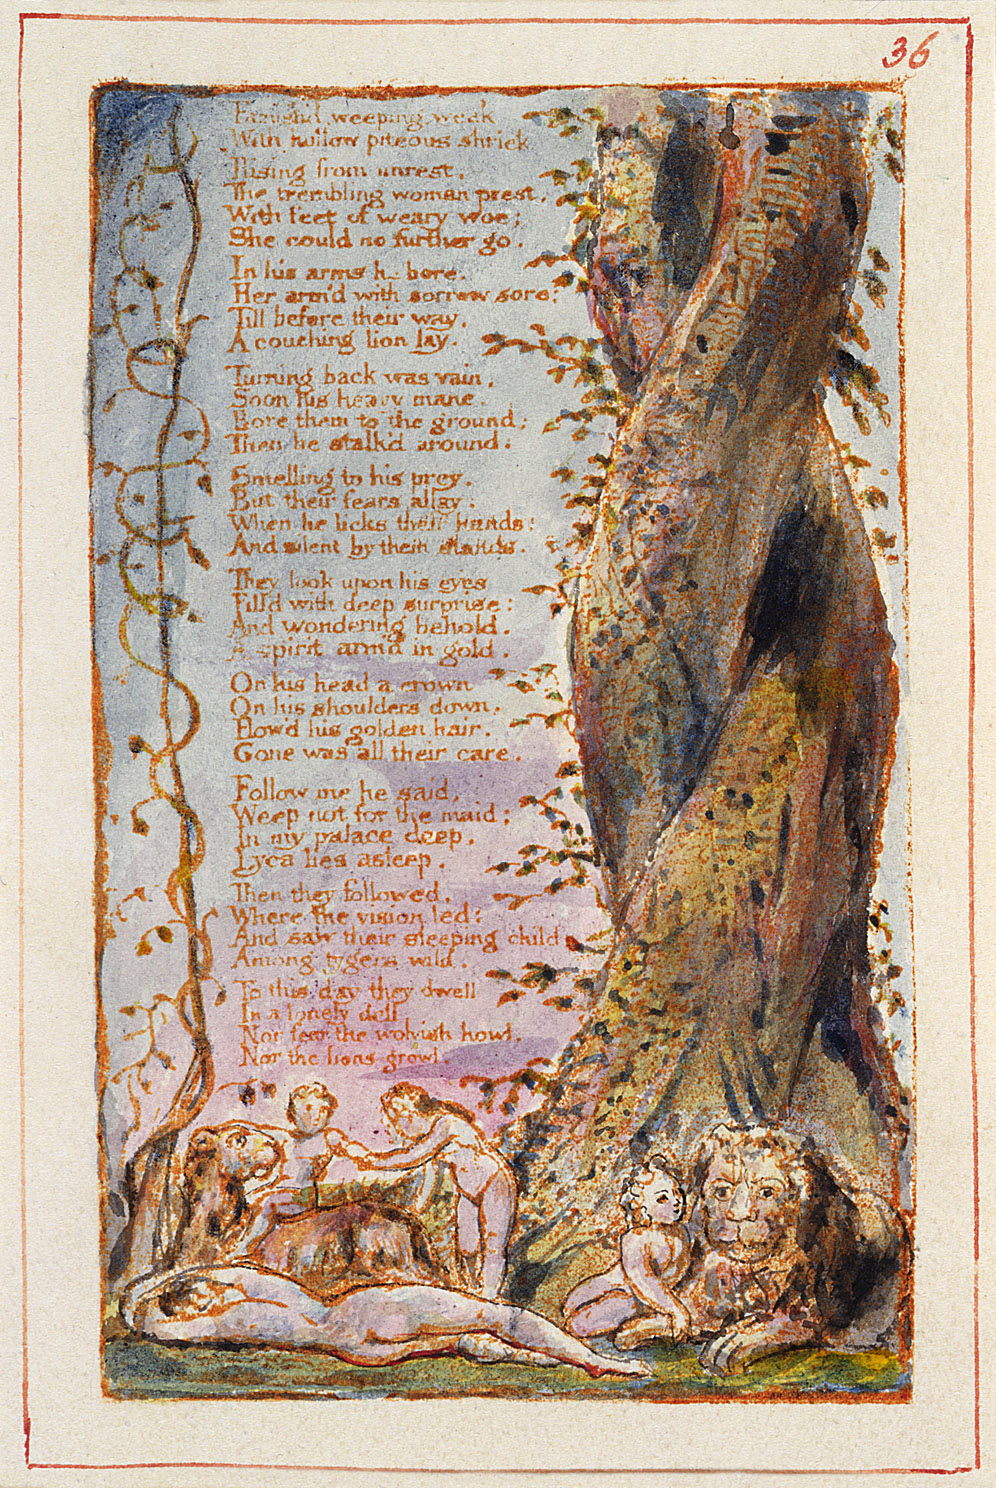 36
Famish'd, weeping, weak
With hollow piteous shriek
Rising from unrest,
The trembling woman prest,
With feet of weary woe;
She could no further go.
In his arms he bore,
Her arm'd with sorrow sore;
Till before their way,
A couching lion lay.
Turning back was vain,
Soon his heavy mane,
Bore them to the ground;
Then he stalk'd around.
Smelling to his prey.
But their fears allay:
When he licks their hands:
And silent by them stands.
They look upon his eyes
Fill'd with deep surprise:
And wondering behold,
A spirit arm'd in gold.
On his head a crown
On his shoulders down,
Flow'd his golden hair.
Gone was all their care.
Follow me he said,
Weep not for the maid;
In my palace deep,
Lyca lies asleep.
Then they followed,
Where the vision led:
And saw their sleeping child
Among tygers wild.
To this day they dwell
In a lonely dell
Nor fear the wolvish howl,
Nor the lions growl